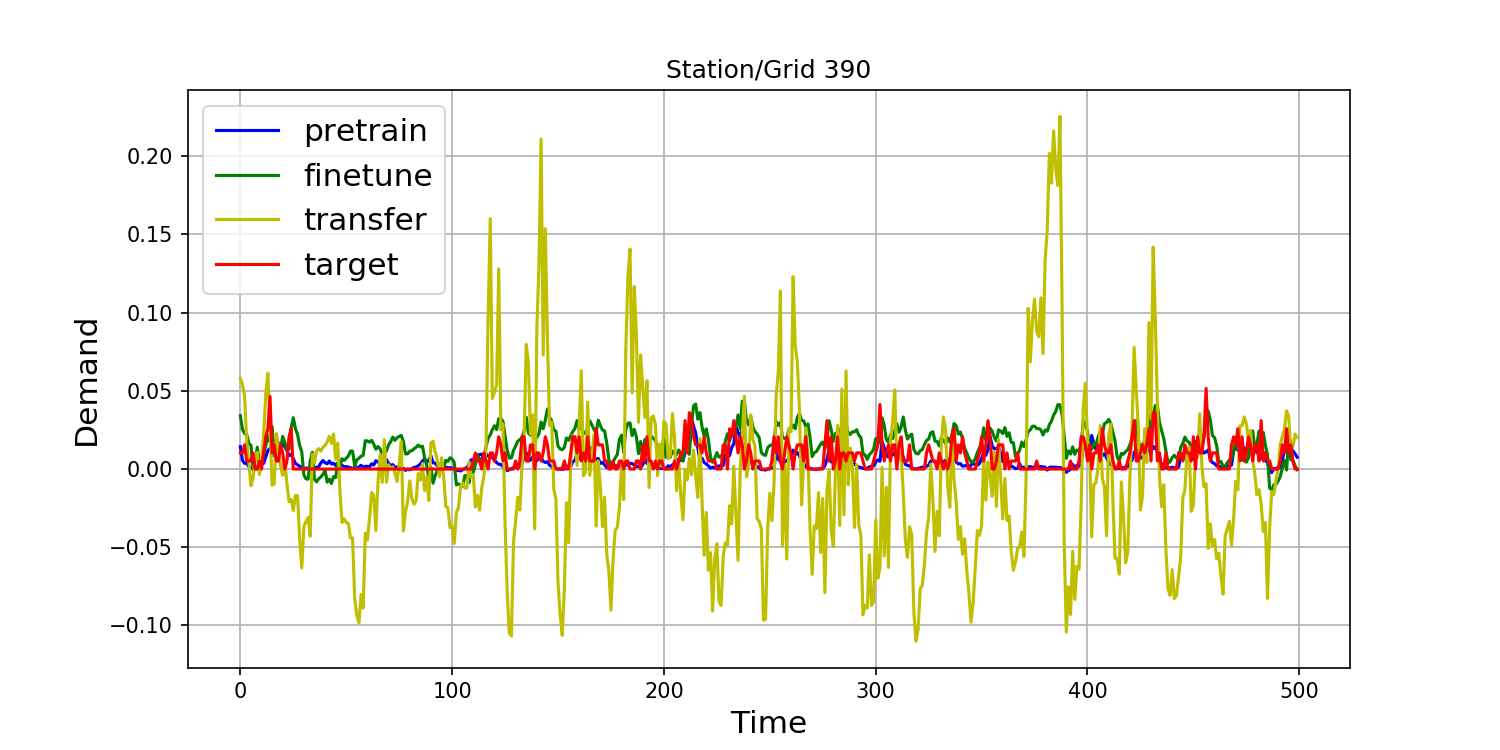 Station/Grid 390
pretrain
finetune
transfer
target
0.20
0.15
0.10
0.05
0.00
−0.05
−0.10
Demand
0 100 200 300 400 500
Time